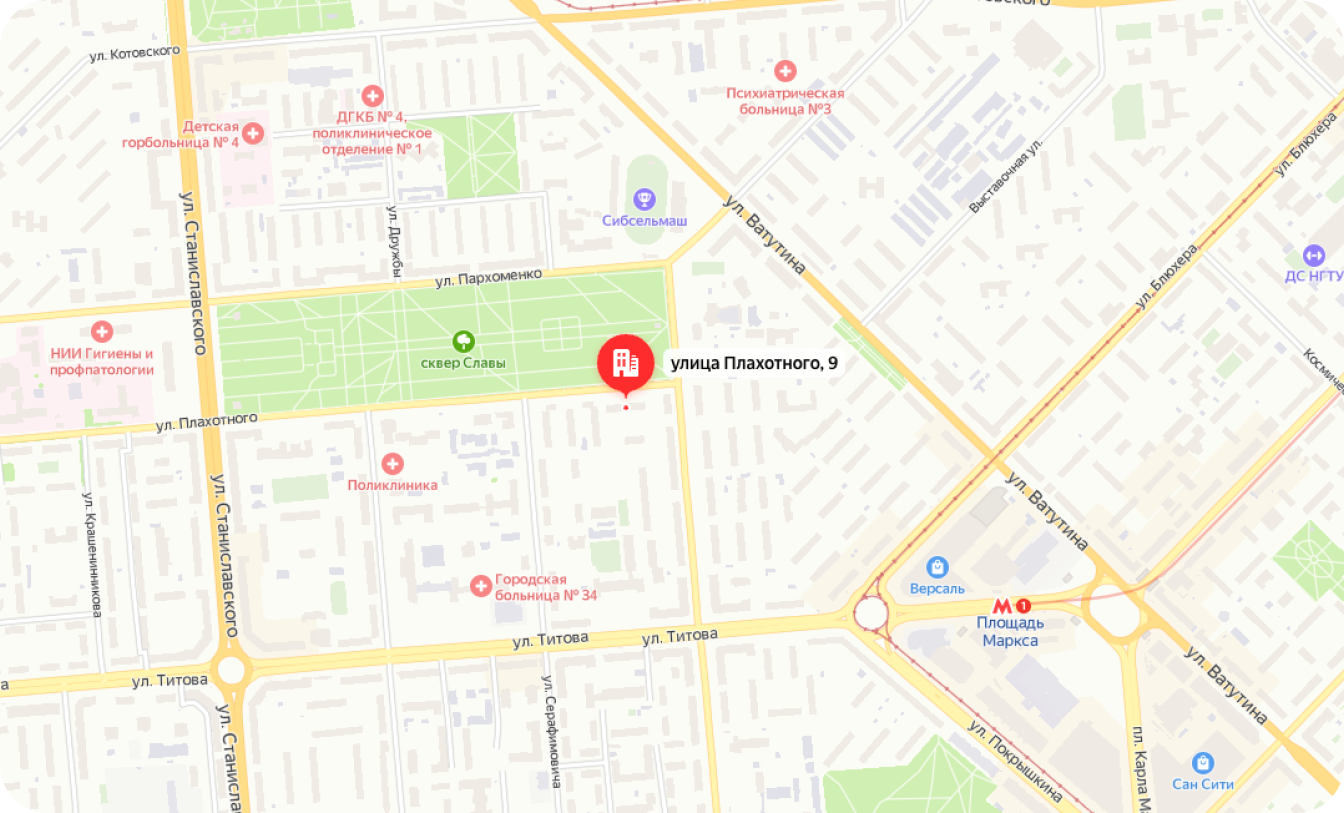 ул. Котовского
Психиатрическая
больница №3
ДГКБ № 4,
поликлиническое
отделение № 1
Детская
горбольница № 4
ул. Блюхера
Выставочная ул.
ул. Станиславского
ул. Дружбы
Сибсельмаш
ул. Ватутина
ул. Блюхера
ДС НГТУ
ул. Пархоменко
НИИ Гигиены и
профпатологии
сквер Славы
улица Плахотного, 9
ул. Плахотного
Поликлиника
ул. Крашенинникова
ул. Станиславского
ул. Ватутина
Городская
больница № 34
Версаль
М 1
Площадь
Маркса
ул. Титова
ул. Титова
ул. Титова
ул. Серафимовича
ул. Ватутина
ул. Покрышкина
Сан Сити